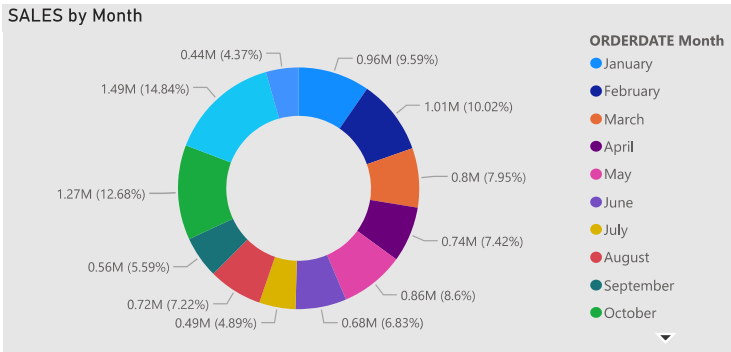 SALES by Month
0.44M (4.37%)
0.96M (9.59%)
1.49M (14.84%)
1.01M (10.02%)
1.27M (12.68%)
0.8M (7.95%)
0.56M (5.59%)
0.74M (7.42%)
0.72M (7.22%)
0.86M (8.6%)
0.49M (4.89%)
0.68M (6.83%)
ORDERDATE Month
January
February
March
April
May
June
July
August
September
October